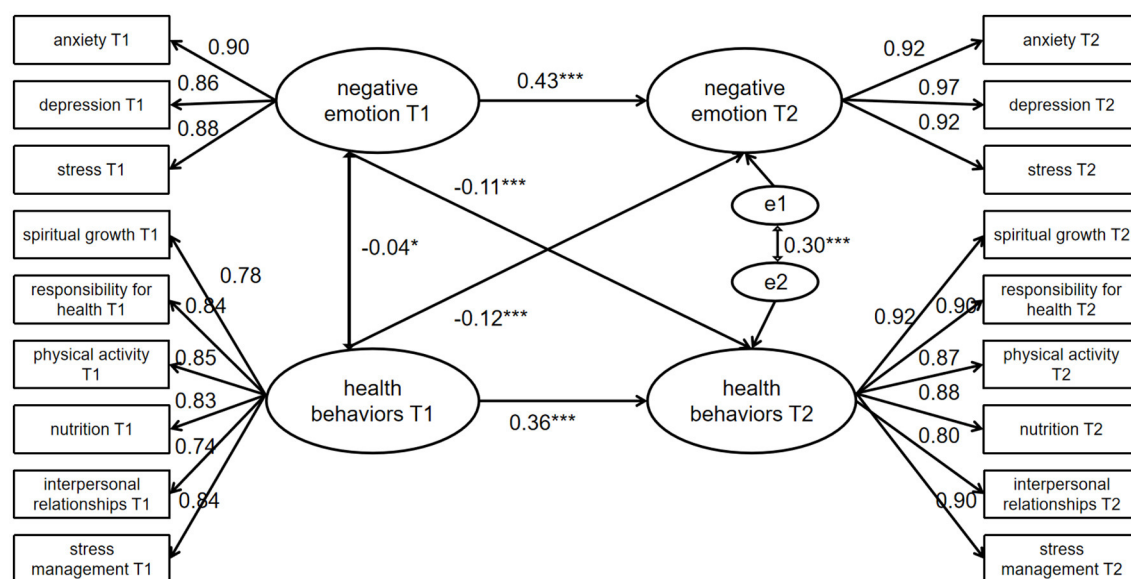 anxiety T1
depression T1
stress T1
spiritual growth T1
responsibility for
health T1
physical activity
T1
nutrition T1
interpersonal
relationships T1
stress
management T1
0.90
0.86
0.88
0.78
0.84
0.85
0.83
0.74
0.84
negative
emotion T1
health
behaviors T1
0.43***
-0.11***
-0.04*
-0.12***
0.36***
negative
emotion T2
e1
0.30***
e2
health
behaviors T2
0.92
0.97
0.92
0.92
0.90
0.87
0.88
0.80
0.90
anxiety T2
depression T2
stress T2
spiritual growth T2
responsibility for
health T2
physical activity
T2
nutrition T2
interpersonal
relationships T2
stress
management T2